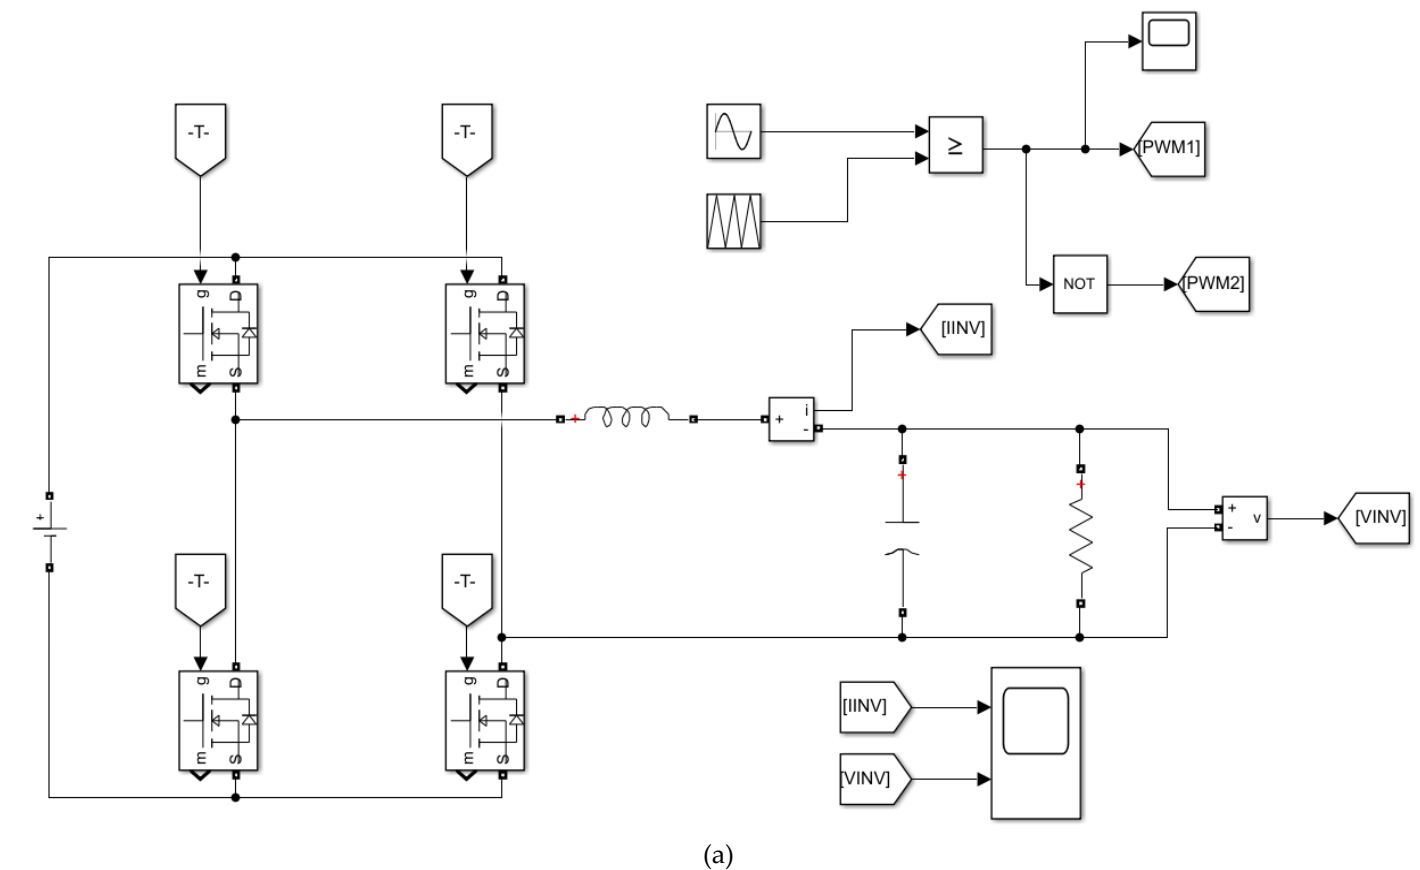 -T-
-T-
≥
[PWM1]
NOT
[PWM2]
[IINV]
g
D
m
S
g
D
m
S
+
+
i
-
+
+
+
+
-
v
[VINV]
-T-
-T-
g
D
m
S
g
D
m
S
[IINV]
[VINV]
(a)